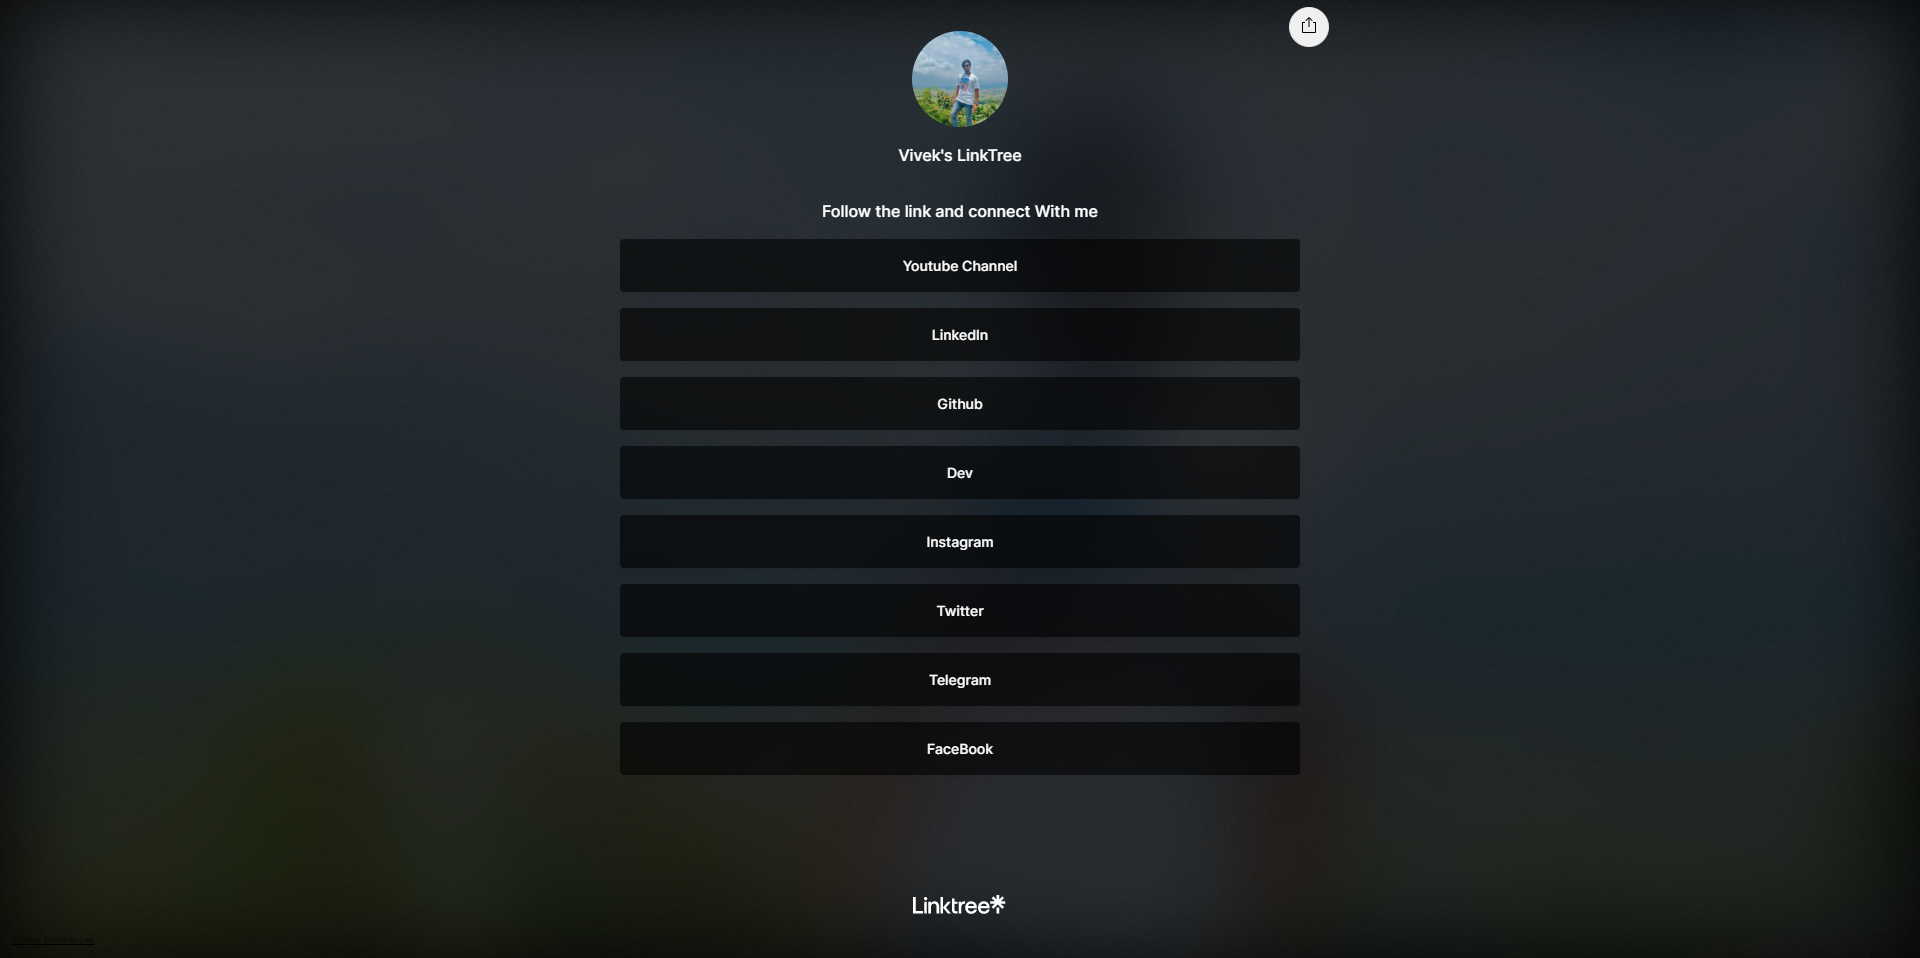 Vivek's LinkTree
Follow the link and connect With me
Youtube Channel
LinkedIn
Github
Dev
Instagram
Twitter
Telegram
FaceBook
Linktree
Preferences